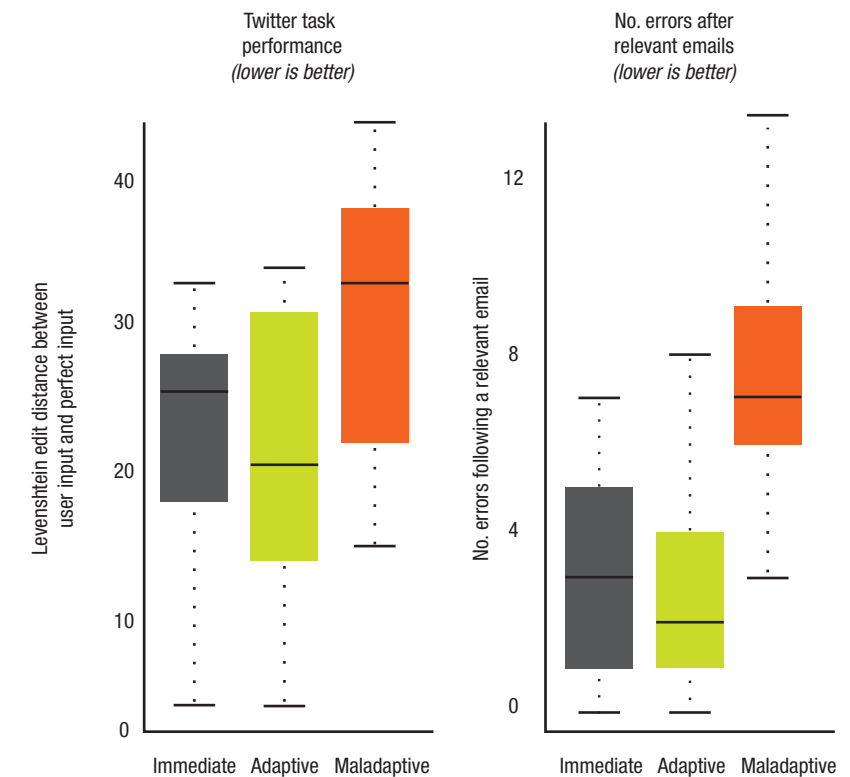 Twitter task
performance
(lower is better)
Levenshtein edit distance between
user input and perfect input
40
30
20
10
0
Immediate Adaptive Maladaptive
No. errors after
relevant emails
(lower is better)
No. errors following a relevant email
12
8
4
0
Immediate Adaptive Maladaptive